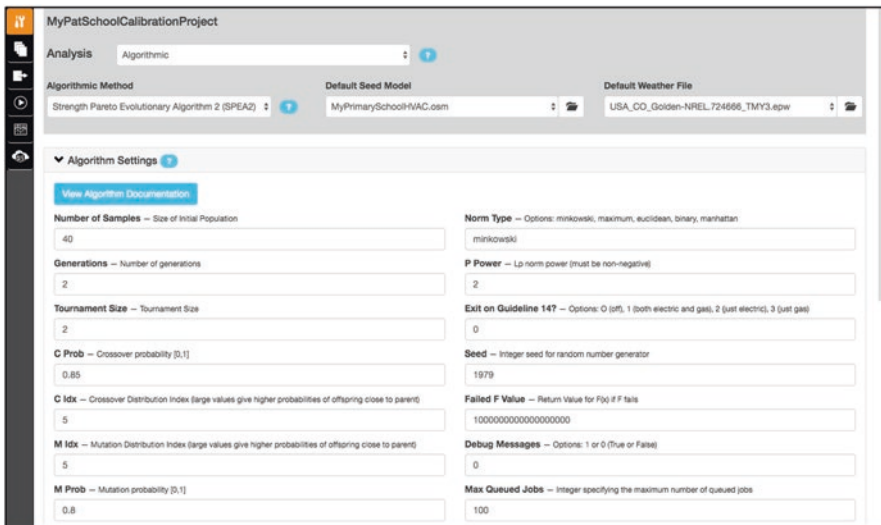 MyPatSchoolCalibrationProject
Analysis
Algorithmic
?
Algorithmic Method
Default Seed Model
Default Weather File
Strength Pareto Evolutionary Algorithm 2 (SPEA2)
?
MyPrimarySchoolHVAC.osm
USA_CO_Golden-NREL.724666_TMY3.epw
Algorithm Settings ?
View Algorithm Documentation
Number of Samples — Size of Initial Population
40
Generations — Number of generations
2
Tournament Size — Tournament Size
2
C Prob — Crossover probability [0,1]
0.85
C Idx — Crossover Distribution Index (large values give higher probabilities of offspring close to parent)
5
M Idx — Mutation Distribution Index (large values give higher probabilities of offspring close to parent)
5
M Prob — Mutation probability [0,1]
0.8
Norm Type — Options: minkowski, maximum, euclidean, binary, manhattan
minkowski
P Power — Lp norm power (must be non-negative)
2
Exit on Guideline 14? — Options: 0 (off), 1 (both electric and gas), 2 (just electric), 3 (just gas)
0
Seed — Integer seed for random number generator
1979
Failed F Value — Return Value for F(x) if F fails
1000000000000000000
Debug Messages — Options: 1 or 0 (True or False)
0
Max Queued Jobs — Integer specifying the maximum number of queued jobs
100